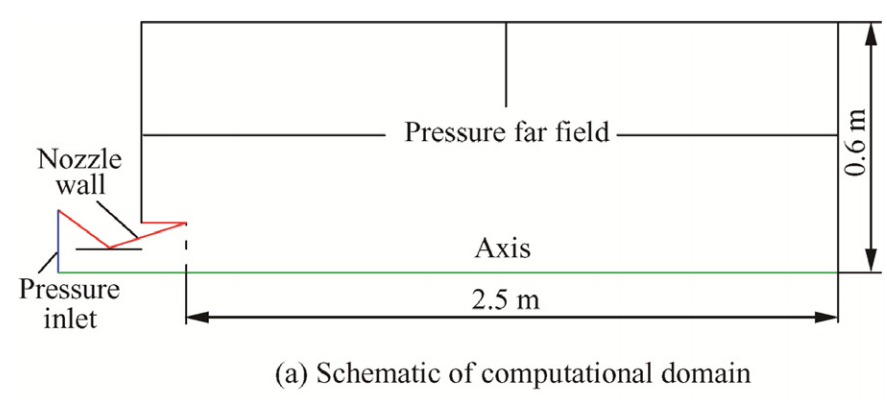 Pressure far field
0.6 m
Nozzle
wall
Axis
Pressure
inlet
2.5 m
(a) Schematic of computational domain